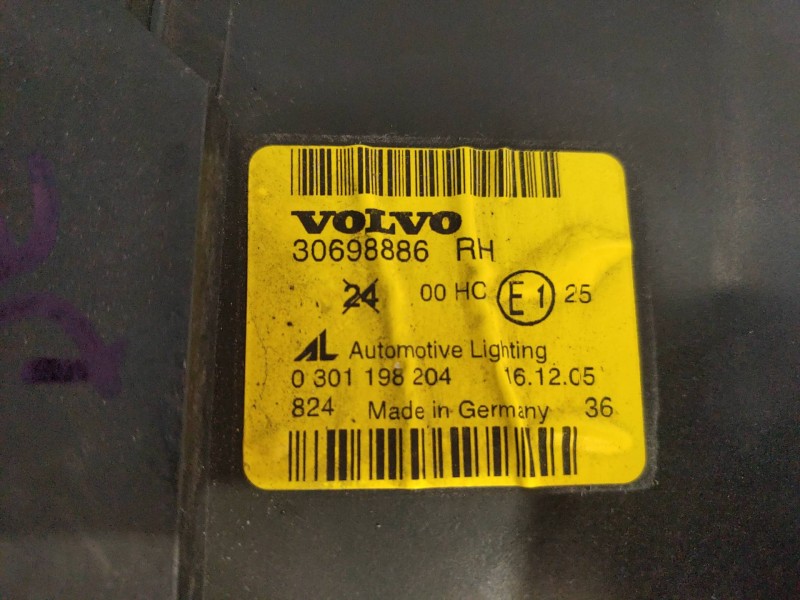 VOLVO
30698886 RH
24 00 HC E1 25
AL Automotive Lighting
0 301 198 204 16.12.05
824 Made in Germany 36